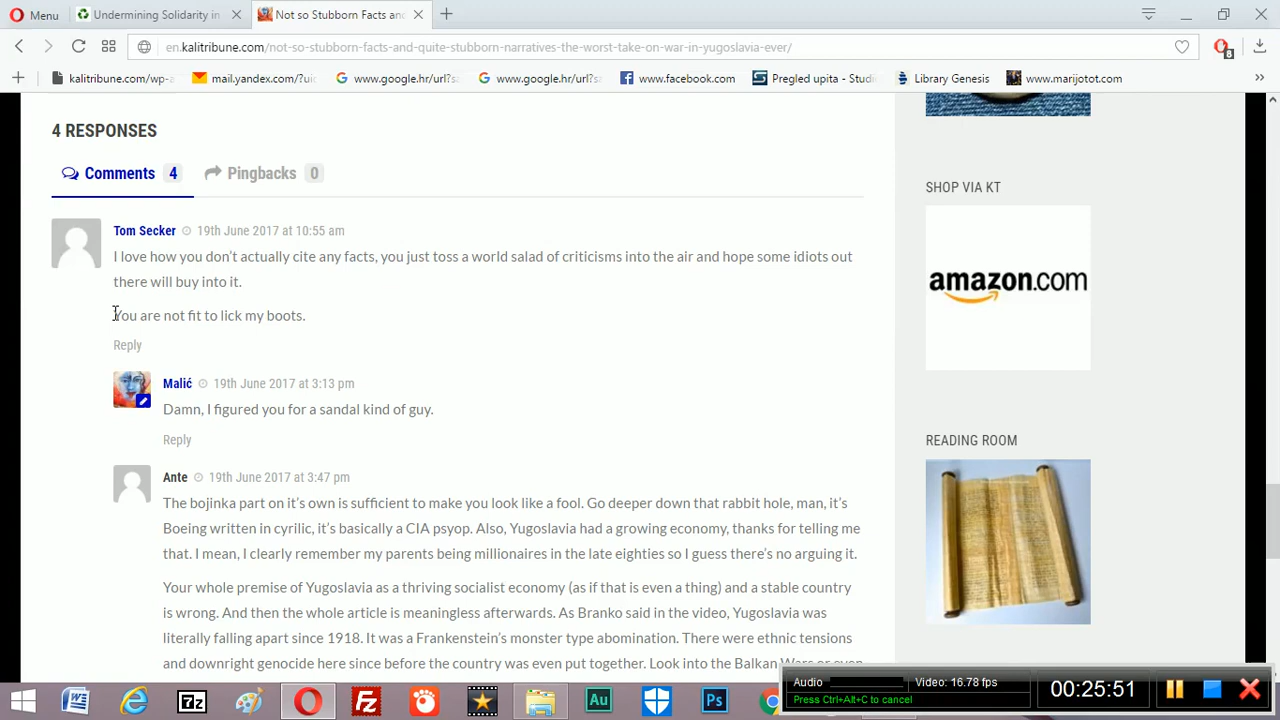 Menu
Undermining Solidarity in
Not so Stubborn Facts and
en.kalitribune.com/not-so-stubborn-facts-and-quite-stubborn-narratives-the-worst-take-on-war-in-yugoslavia-ever/
8
kalitribune.com/wp-a
mail.yandex.com/?uid
www.google.hr/url?sa
www.google.hr/url?sa
www.facebook.com
Pregled upita - Studi
Library Genesis
www.marijotot.com
4 RESPONSES
Comments 4
Pingbacks 0
Tom Secker 19th June 2017 at 10:55 am
I love how you don't actually cite any facts, you just toss a world salad of criticisms into the air and hope some idiots out
there will buy into it.
You are not fit to lick my boots.
Reply
Malić 19th June 2017 at 3:13 pm
Damn, I figured you for a sandal kind of guy.
Reply
Ante 19th June 2017 at 3:47 pm
The bojinka part on it's own is sufficient to make you look like a fool. Go deeper down that rabbit hole, man, it's
Boeing written in cyrilic, it's basically a CIA psyop. Also, Yugoslavia had a growing economy, thanks for telling me
that. I mean, I clearly remember my parents being millionaires in the late eighties so I guess there's no arguing it.
Your whole premise of Yugoslavia as a thriving socialist economy (as if that is even a thing) and a stable country
is wrong. And then the whole article is meaningless afterwards. As Branko said in the video, Yugoslavia was
literally falling apart since 1918. It was a Frankenstein's monster type abomination. There were ethnic tensions
and downright genocide here since before the country was even put together. Look into the Balkan Wars or even
SHOP VIA KT
amazon.com
READING ROOM
Audio
Video: 16.78 fps
Press Ctrl+Alt+C to cancel
00:25:51
W
Fz
Au
Ps